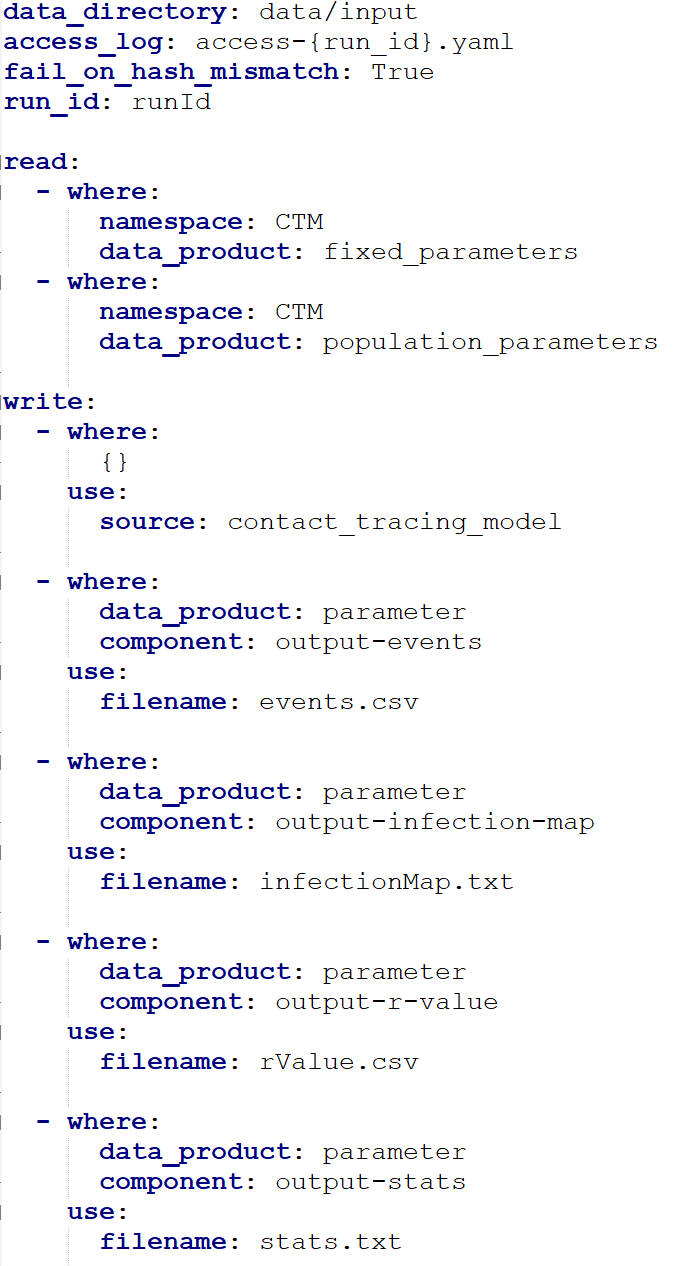 data_directory: data/input
access_log: access-{run_id}.yaml
fail_on_hash_mismatch: True
run_id: runId

read:
  - where:
      namespace: CTM
      data_product: fixed_parameters
  - where:
      namespace: CTM
      data_product: population_parameters

write:
  - where:
      {}
    use:
      source: contact_tracing_model

  - where:
      data_product: parameter
      component: output-events
    use:
      filename: events.csv

  - where:
      data_product: parameter
      component: output-infection-map
    use:
      filename: infectionMap.txt

  - where:
      data_product: parameter
      component: output-r-value
    use:
      filename: rValue.csv

  - where:
      data_product: parameter
      component: output-stats
    use:
      filename: stats.txt